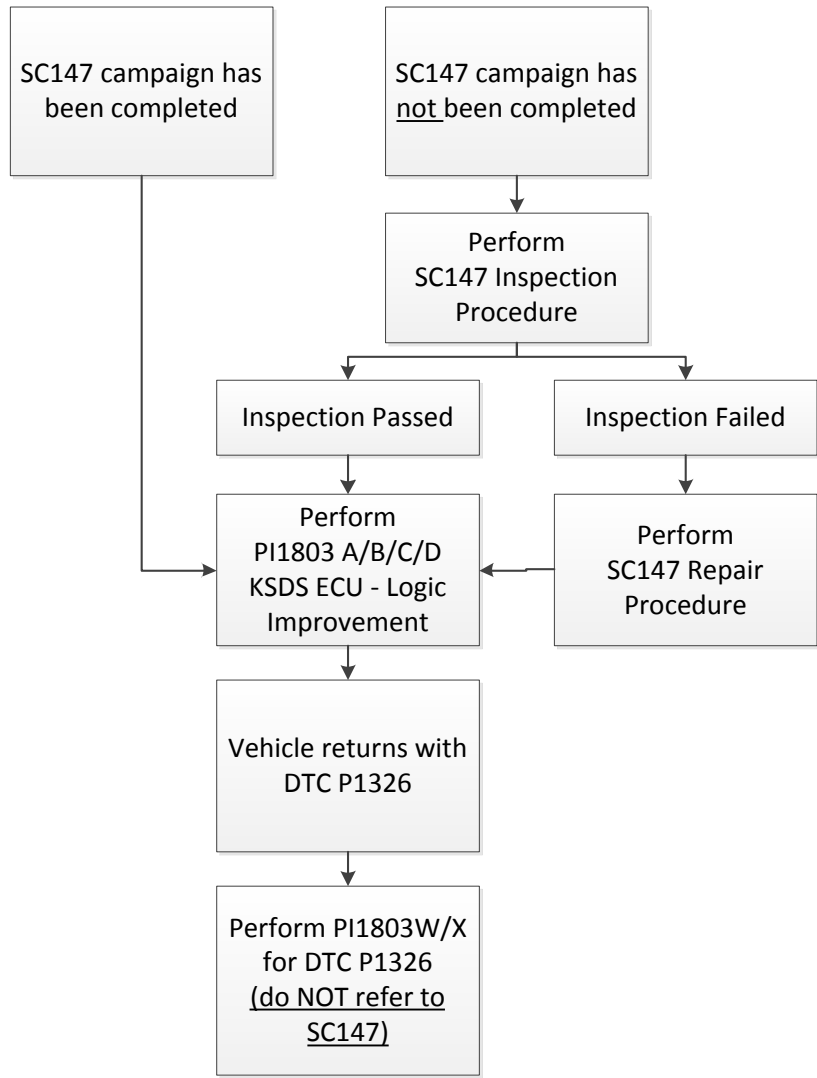 SC147 campaign has
been completed
SC147 campaign has
not been completed
Perform
SC147 Inspection
Procedure
Inspection Passed
Inspection Failed
Perform
PI1803 A/B/C/D
KSDS ECU - Logic
Improvement
Perform
SC147 Repair
Procedure
Vehicle returns with
DTC P1326
Perform PI1803W/X
for DTC P1326
(do NOT refer to
SC147)